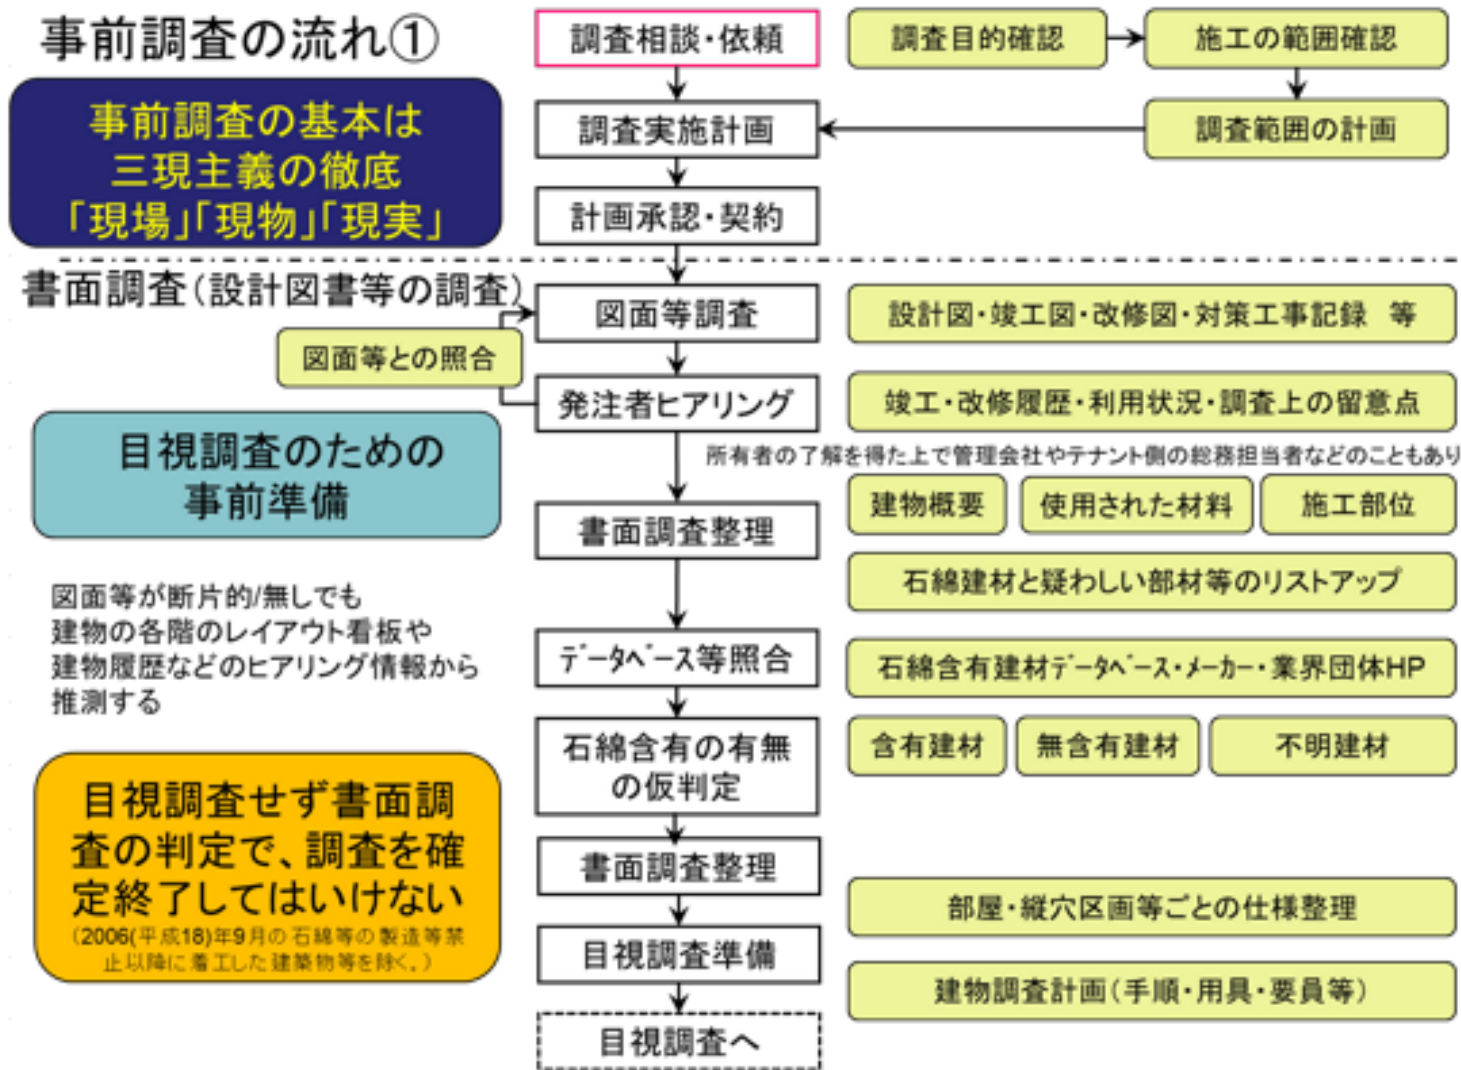 事前調査の流れ①
事前調査の基本は
三現主義の徹底
「現場」「現物」「現実」
調査相談・依頼
調査目的確認
施工の範囲確認
調査実施計画
調査範囲の計画
計画承認・契約
書面調査(設計図書等の調査)
図面等調査
設計図・竣工図・改修図・対策工事記録　等
図面等との照合
発注者ヒアリング
竣工・改修履歴・利用状況・調査上の留意点
所有者の了解を得た上で管理会社やテナント側の総務担当者などのこともあり
目視調査のための
事前準備
書面調査整理
建物概要
使用された材料
施工部位
石綿建材と疑わしい部材等のリストアップ
図面等が断片的/無しでも
建物の各階のレイアウト看板や
建物履歴などのヒアリング情報から
推測する
ﾃﾞｰﾀﾍﾞｰｽ等照合
石綿含有建材ﾃﾞｰﾀﾍﾞｰｽ・ﾒｰｶｰ・業界団体HP
石綿含有の有無
の仮判定
含有建材
無含有建材
不明建材
目視調査せず書面調
査の判定で、調査を確
定終了してはいけない
(2006(平成18)年9月の石綿等の製造等禁
止以降に着工した建築物等を除く。)
書面調査整理
部屋・縦穴区画等ごとの仕様整理
目視調査準備
建物調査計画(手順・用具・要員等)
目視調査へ